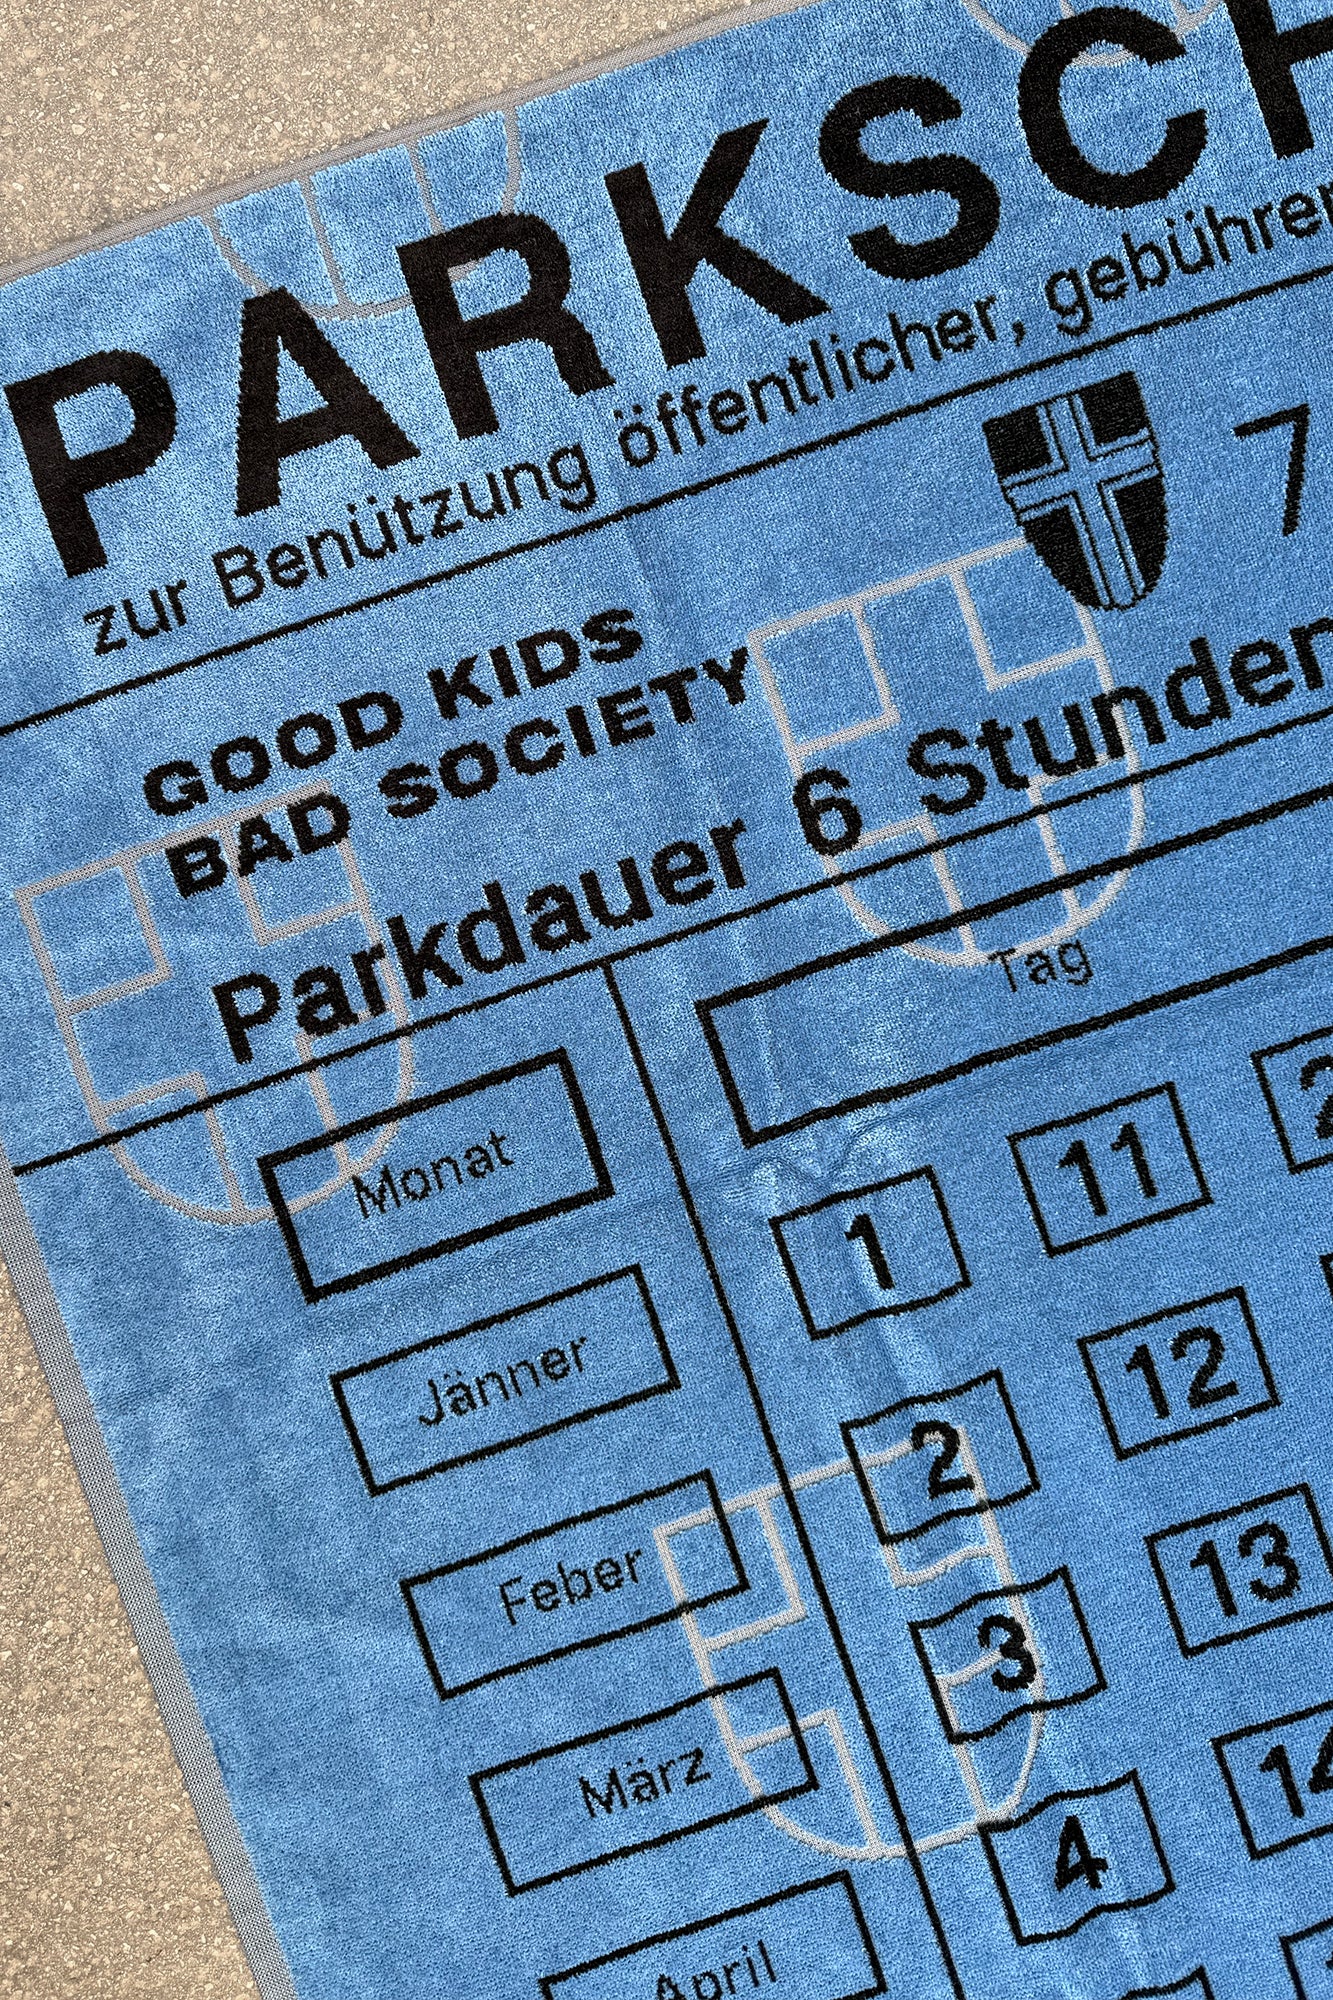 PARKSCH
zur Benützung öffentlicher, gebühren
7
GOOD KIDS
BAD SOCIETY
Parkdauer 6 Stunden
Tag
Monat
1 11 2
Jänner
2 12
Feber
3 13
März
4 14
April